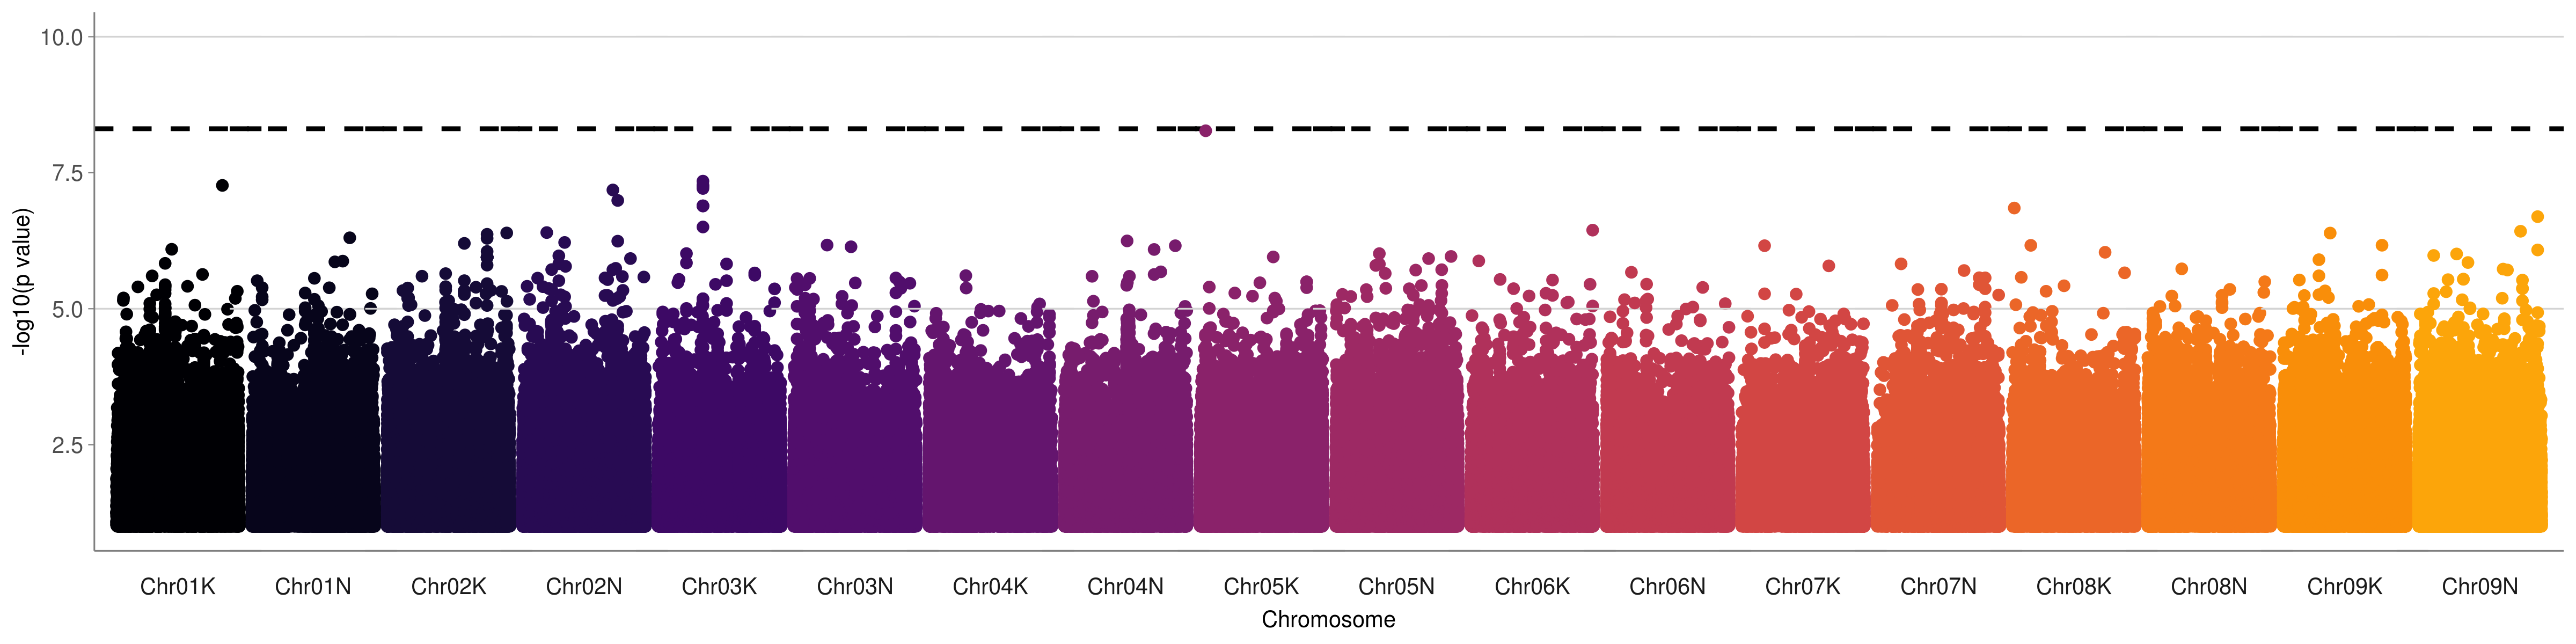 -log10(p value)
10.0
7.5
5.0
2.5
Chr01K Chr01N Chr02K Chr02N Chr03K Chr03N Chr04K Chr04N Chr05K Chr05N Chr06K Chr06N Chr07K Chr07N Chr08K Chr08N Chr09K Chr09N
Chromosome